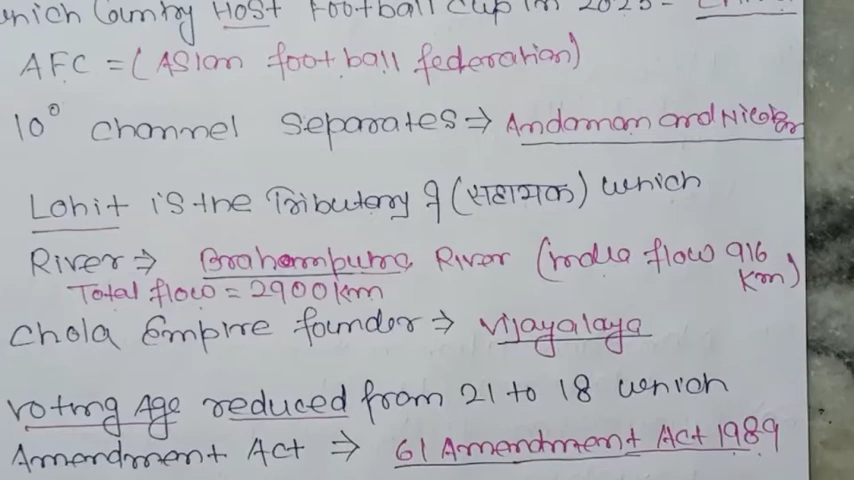 which Country Host Football Cup in 2023 =
AFC = (Asian football federation)
10° channel Separates ⇒ Andaman and Nicobar
Lohit is the Tributary of (सहायक) which
River ⇒ Brahamputra River (India flow 916 km)
Total flow = 2900 km
Chola Empire founder ⇒ Vijayalaya
Voting Age reduced from 21 to 18 which
Amendment Act ⇒ 61 Amendment Act 1989